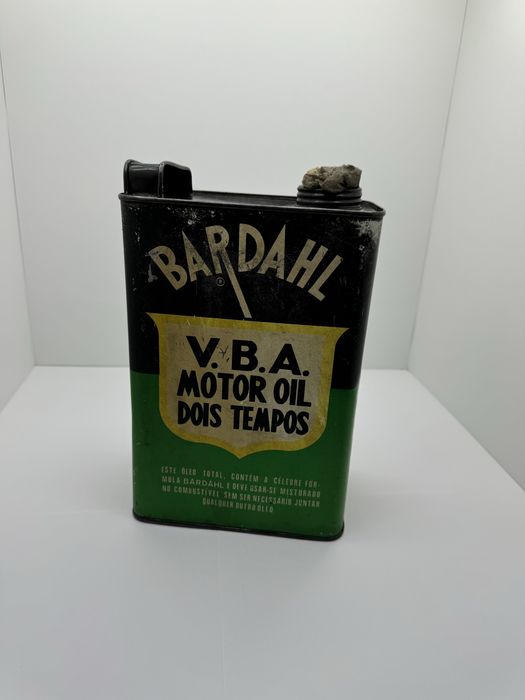 BARDAHL
®
V.B.A.
MOTOR OIL
DOIS TEMPOS
ESTE ÓLEO TOTAL, CONTÉM A CÉLEBRE FÓR-
MULA BARDAHL E DEVE USAR-SE MISTURADO
NO COMBUSTÍVEL SEM SER NECESSÁRIO JUNTAR
QUALQUER OUTRO ÓLEO